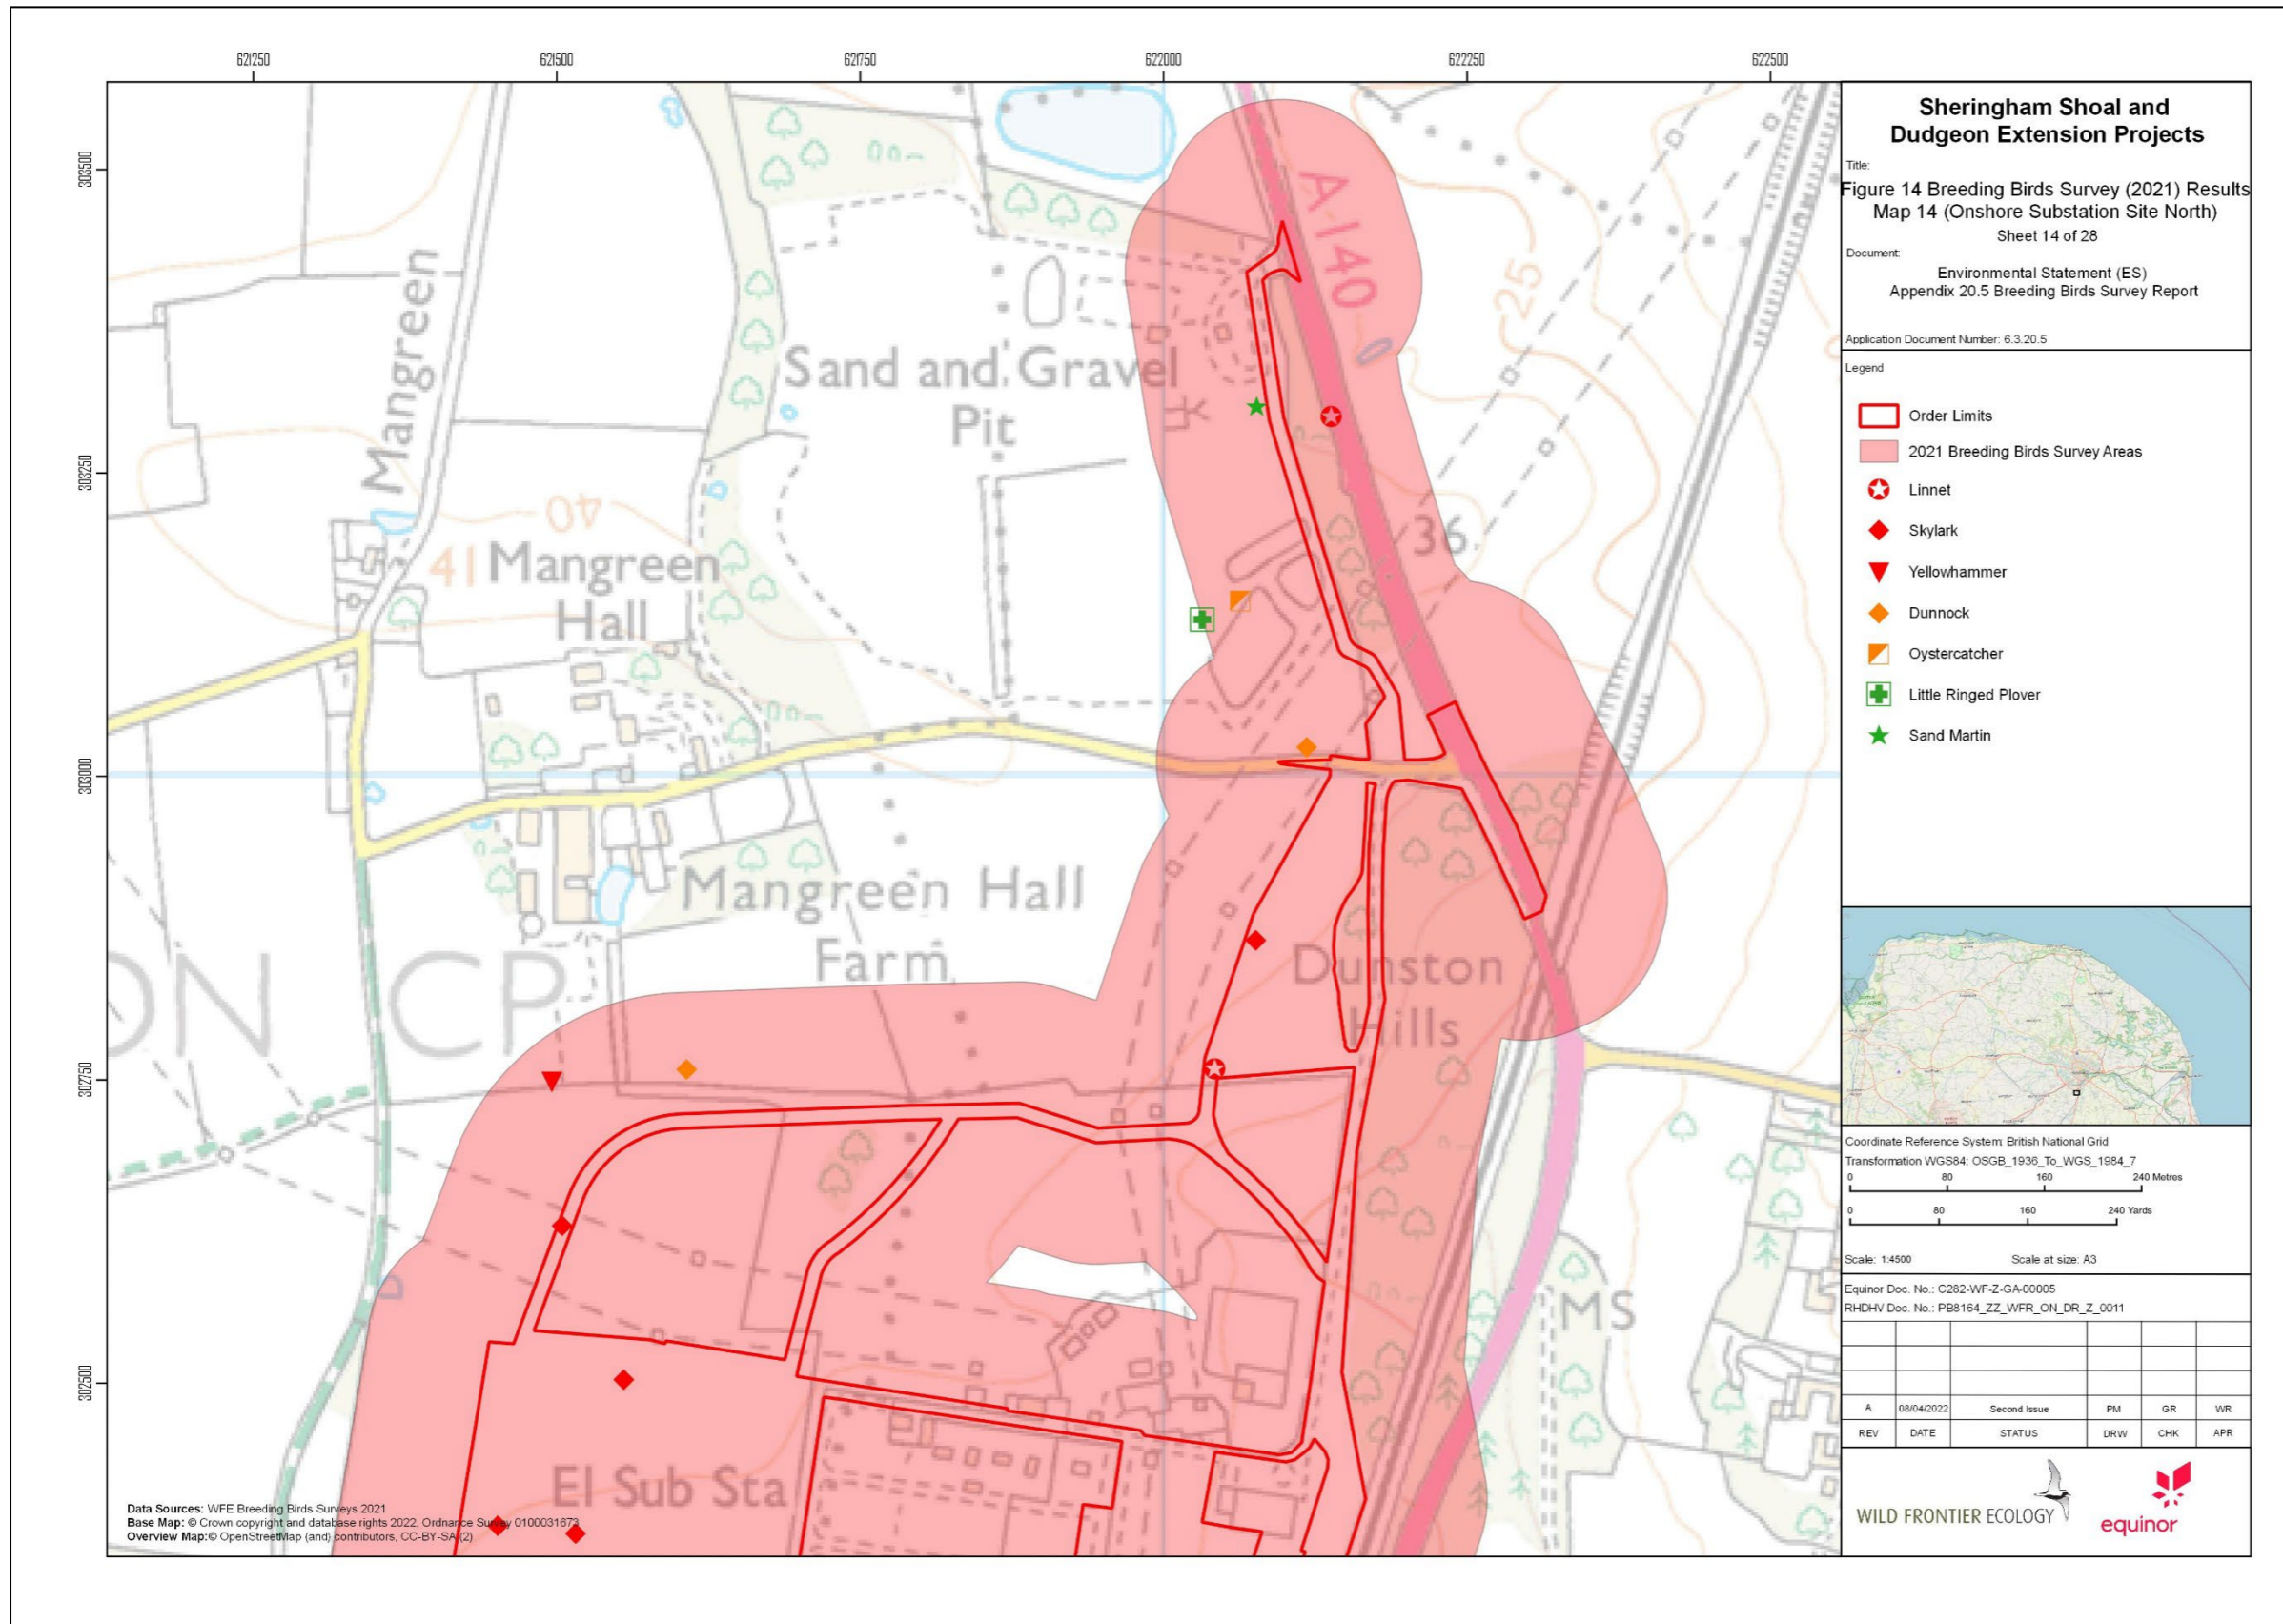 621250
621500
621750
622000
622250
622500
303500
303250
303000
302750
302500
Mangreen
Sand and Gravel
Pit
A 140
25
40
41
36
Mangreen
Hall
Mangreen Hall
Farm
ON CP
Dunston
Hills
MS
El Sub Sta
Data Sources: WFE Breeding Birds Surveys 2021
Base Map: © Crown copyright and database rights 2022, Ordnance Survey 0100031673
Overview Map:© OpenStreetMap (and) contributors, CC-BY-SA (2)
Sheringham Shoal and
Dudgeon Extension Projects
Title:
Figure 14 Breeding Birds Survey (2021) Results
Map 14 (Onshore Substation Site North)
Sheet 14 of 28
Document:
Environmental Statement (ES)
Appendix 20.5 Breeding Birds Survey Report
Application Document Number: 6.3.20.5
Legend
Order Limits
2021 Breeding Birds Survey Areas
Linnet
Skylark
Yellowhammer
Dunnock
Oystercatcher
Little Ringed Plover
Sand Martin
Coordinate Reference System: British National Grid
Transformation WGS84: OSGB_1936_To_WGS_1984_7
0 80 160 240 Metres
0 80 160 240 Yards
Scale: 1:4500 Scale at size: A3
Equinor Doc. No.: C282-WF-Z-GA-00005
RHDHV Doc. No.: PB8164_ZZ_WFR_ON_DR_Z_0011
A 08/04/2022 Second Issue PM GR WR
REV DATE STATUS DRW CHK APR
WILD FRONTIER ECOLOGY
equinor